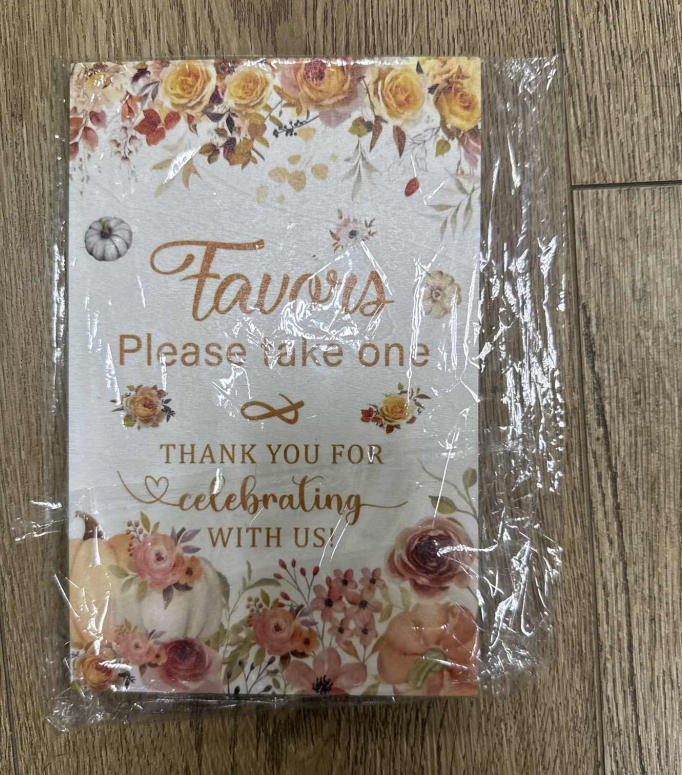 Favors
Please take one
THANK YOU FOR
celebrating
WITH US!